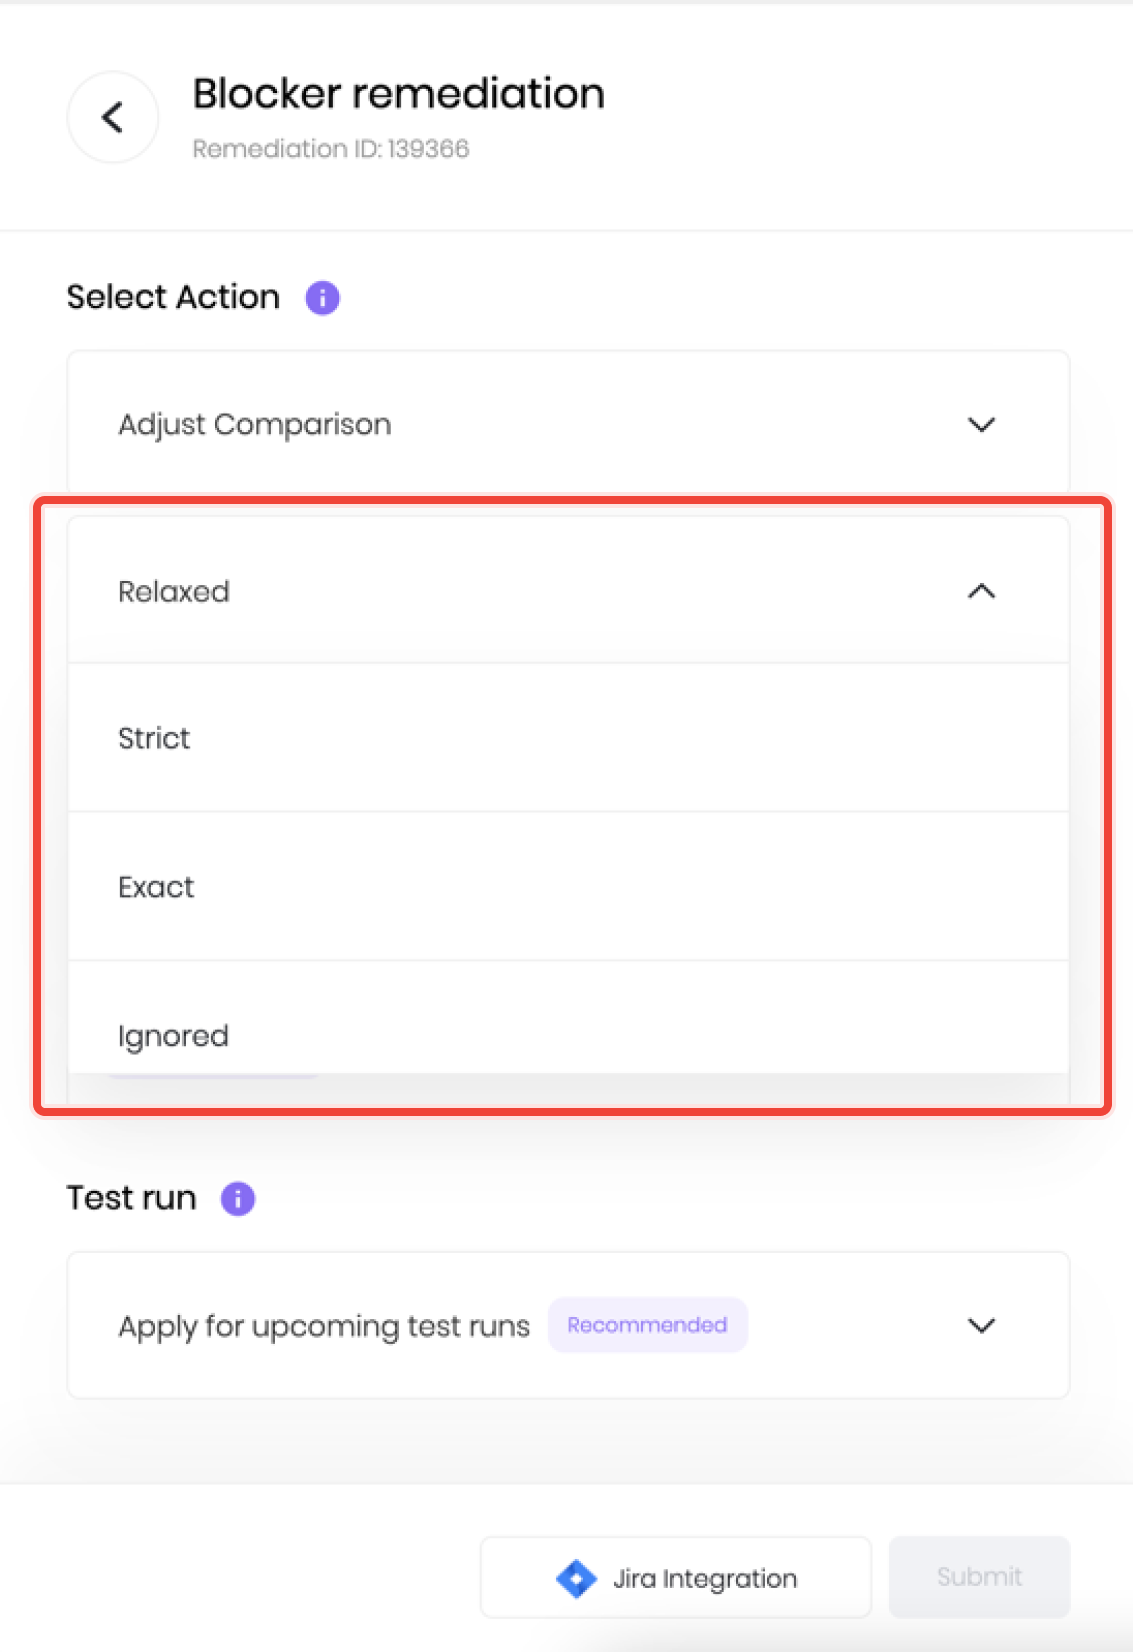 Blocker remediation
Remediation ID: 139366
Select Action
Adjust Comparison
Relaxed
Strict
Exact
Ignored
Test run
Apply for upcoming test runs Recommended
Jira Integration Submit